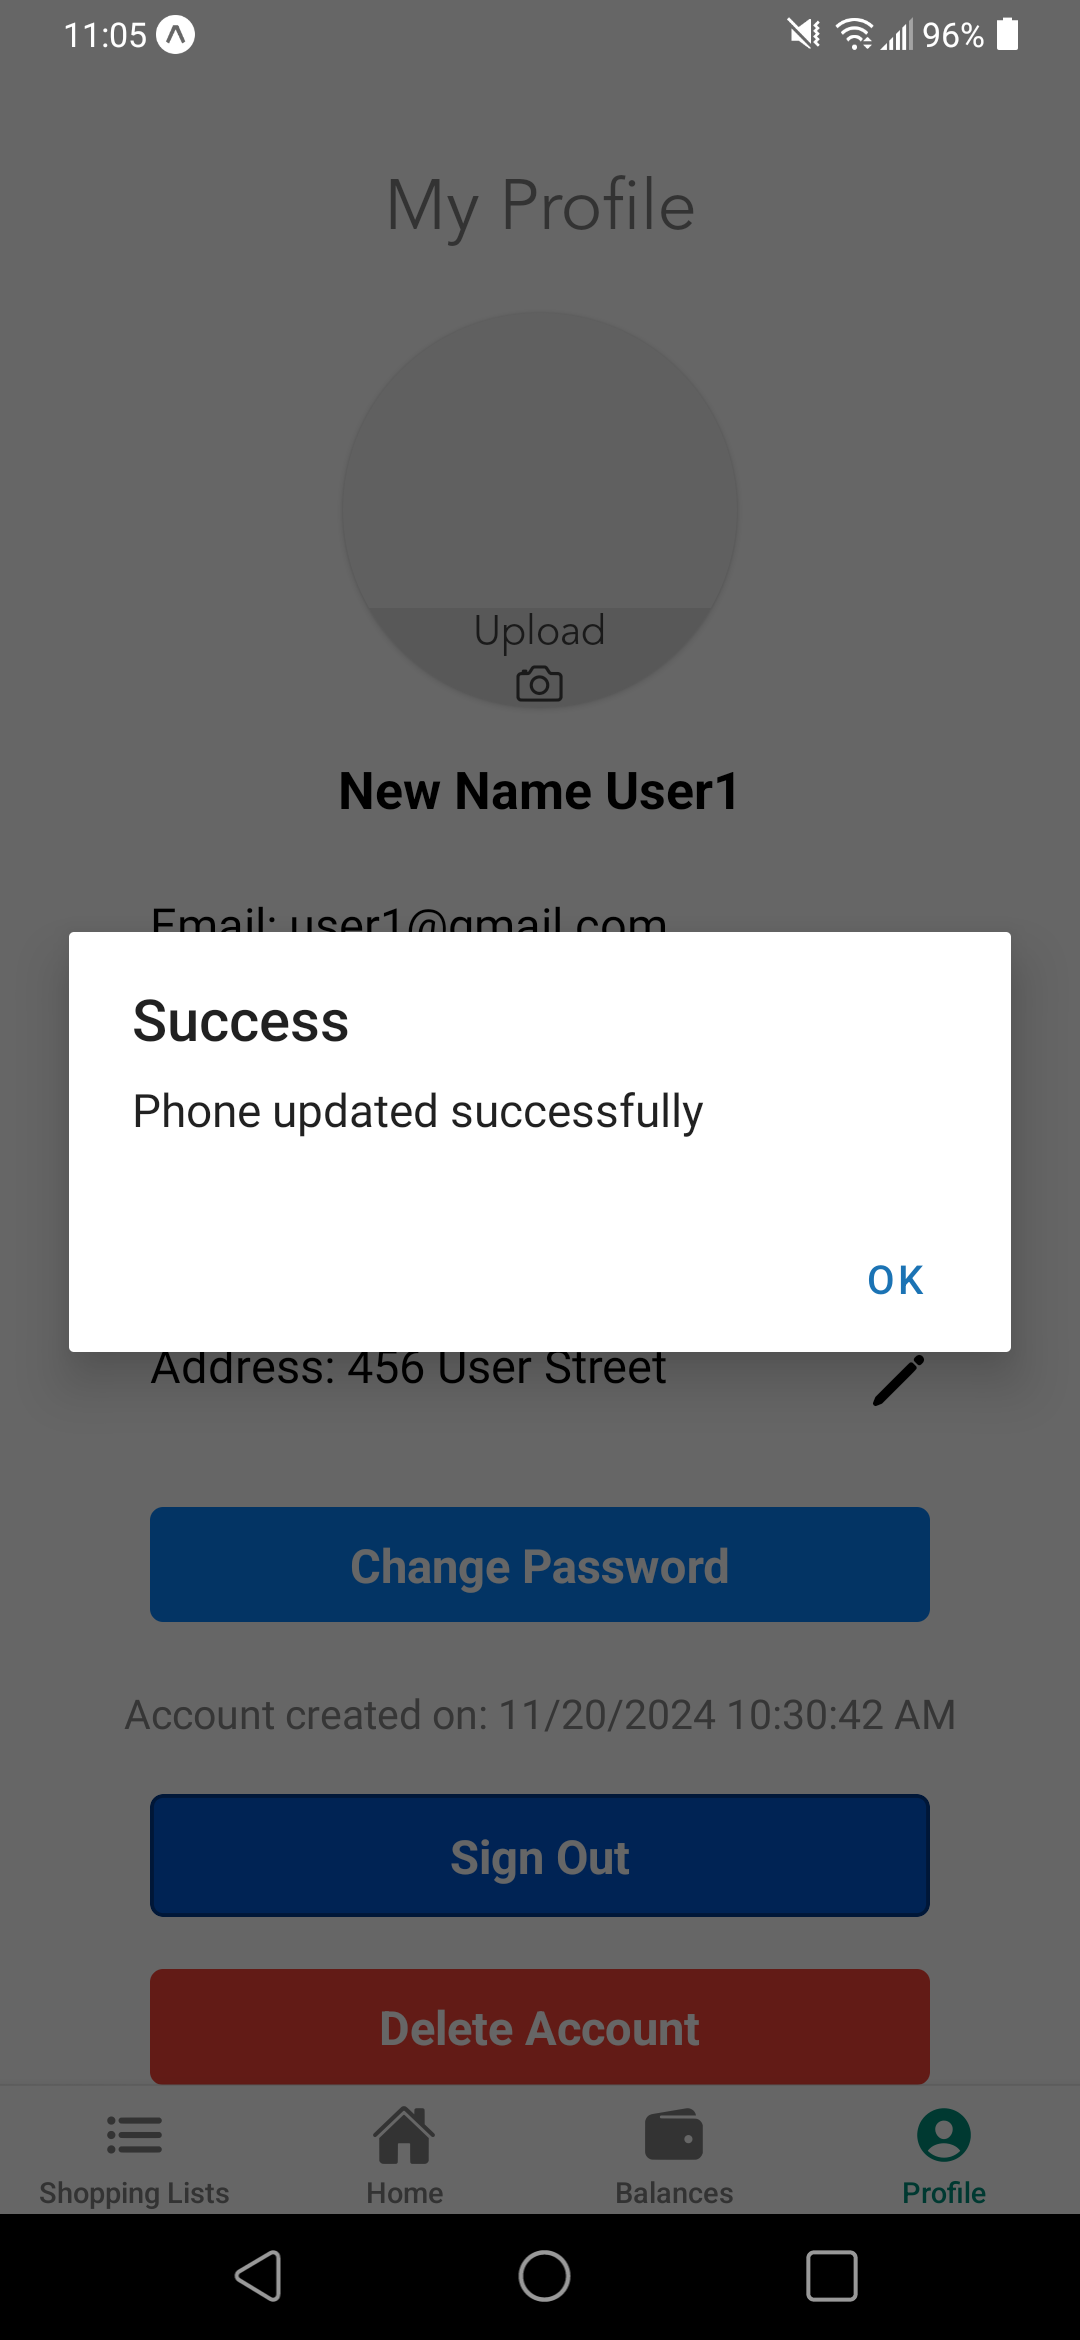 11:05 96%
My Profile
Upload
New Name User1
Email: user1@gmail.com
Success
Phone updated successfully
OK
Address: 456 User Street
Change Password
Account created on: 11/20/2024 10:30:42 AM
Sign Out
Delete Account
Shopping Lists Home Balances Profile